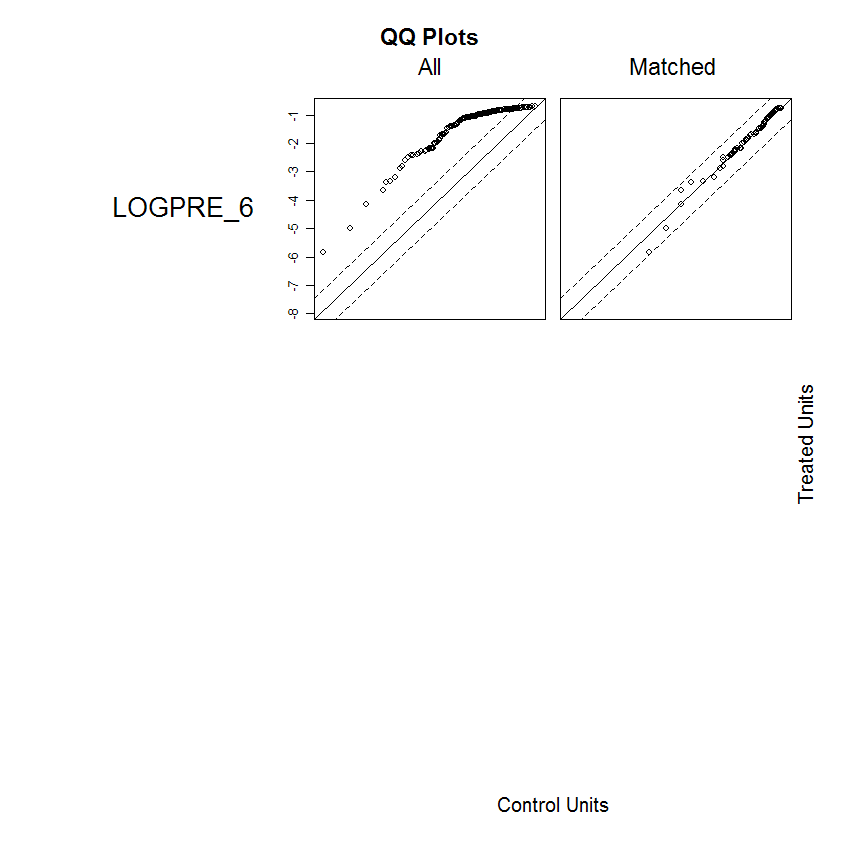 QQ Plots
All Matched
LOGPRE_6
-1
-2
-3
-4
-5
-6
-7
-8
Treated Units
Control Units